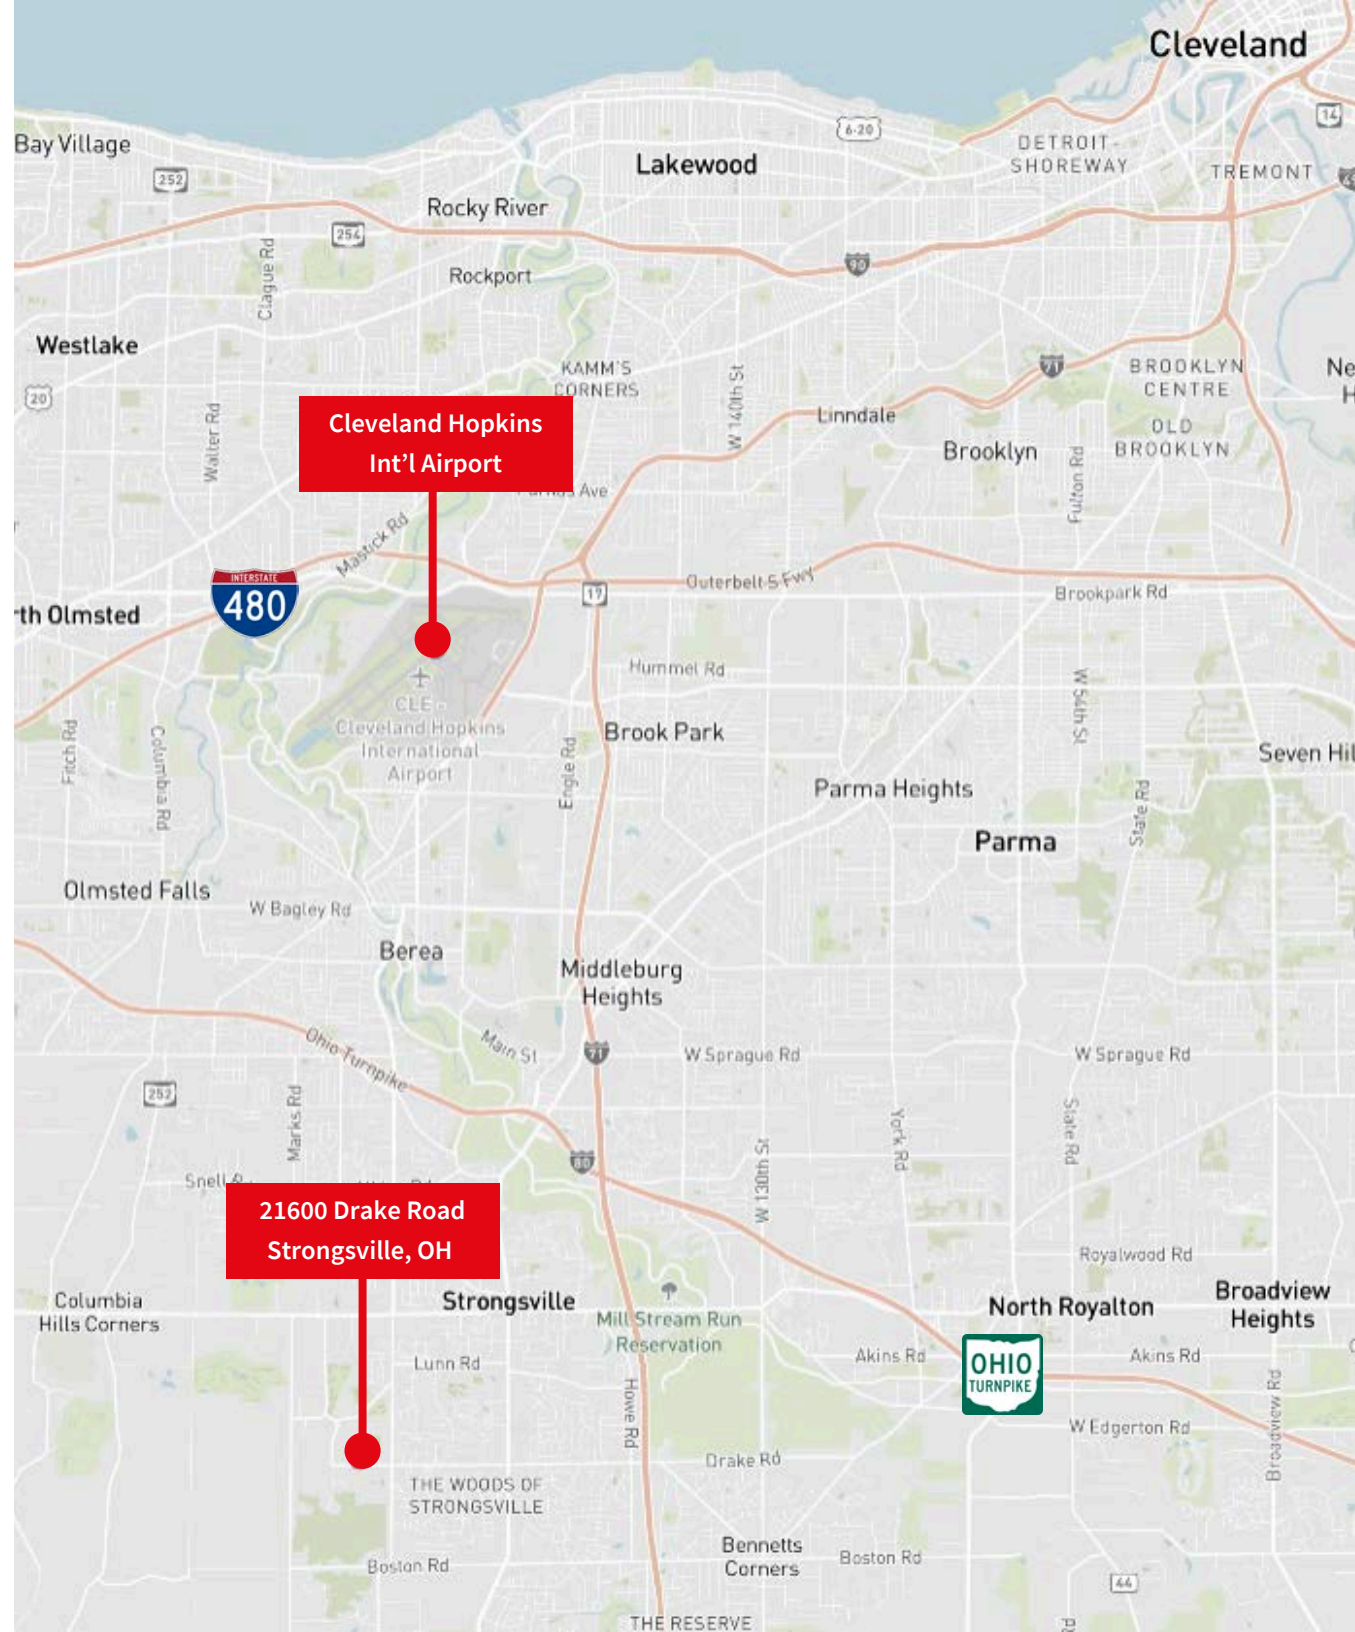 Cleveland
14
6-20
DETROIT-
SHOREWAY
Bay Village
Lakewood
TREMONT
252
Rocky River
254
Clague Rd
Rockport
90
Westlake
KAMM'S
CORNERS
71
BROOKLYN
CENTRE
20
W 140th St
Linndale
Walter Rd
Cleveland Hopkins
Int'l Airport
OLD
BROOKLYN
Brooklyn
Fulton Rd
Ave
Mastick Rd
INTERSTATE
480
Outerbelt S Fwy
17
Brookpark Rd
th Olmsted
Hummel Rd
W 54th St
CLE -
Cleveland Hopkins
International
Airport
Brook Park
Fitch Rd
Columbia Rd
Engle Rd
Seven Hil
Parma Heights
State Rd
Parma
Olmsted Falls
W Bagley Rd
Berea
Middleburg
Heights
Ohio Turnpike
Main St
71
W Sprague Rd
W Sprague Rd
252
Marks Rd
York Rd
State Rd
80
W 130th St
Snell
21600 Drake Road
Strongsville, OH
Royalwood Rd
Columbia
Hills Corners
Strongsville
Mill Stream Run
Reservation
North Royalton
Broadview
Heights
Lunn Rd
Akins Rd
OHIO
TURNPIKE
Akins Rd
Howe Rd
W Edgerton Rd
Broadview Rd
Drake Rd
THE WOODS OF
STRONGSVILLE
Boston Rd
Bennetts
Corners
Boston Rd
44
THE RESERVE